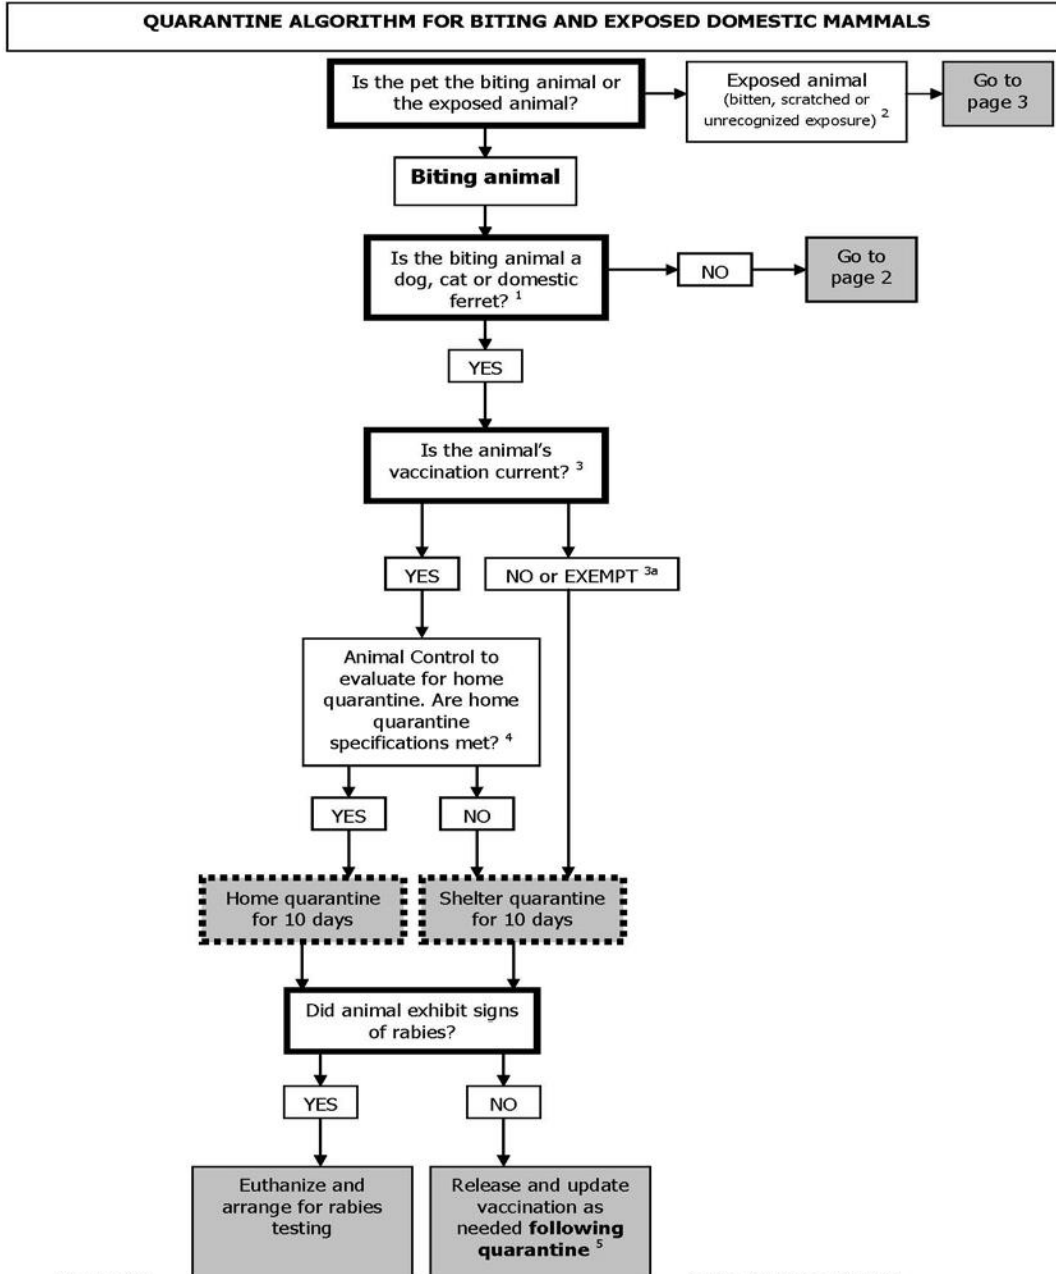 QUARANTINE ALGORITHM FOR BITING AND EXPOSED DOMESTIC MAMMALS
Is the pet the biting animal or
the exposed animal?
Exposed animal
(bitten, scratched or
unrecognized exposure) 2
Go to
page 3
Biting animal
Is the biting animal a
dog, cat or domestic
ferret? 1
NO
Go to
page 2
YES
Is the animal's
vaccination current? 3
YES
NO or EXEMPT 3a
Animal Control to
evaluate for home
quarantine. Are home
quarantine
specifications met? 4
YES
NO
Home quarantine
for 10 days
Shelter quarantine
for 10 days
Did animal exhibit signs
of rabies?
YES
NO
Euthanize and
arrange for rabies
testing
Release and update
vaccination as
needed following
quarantine 5